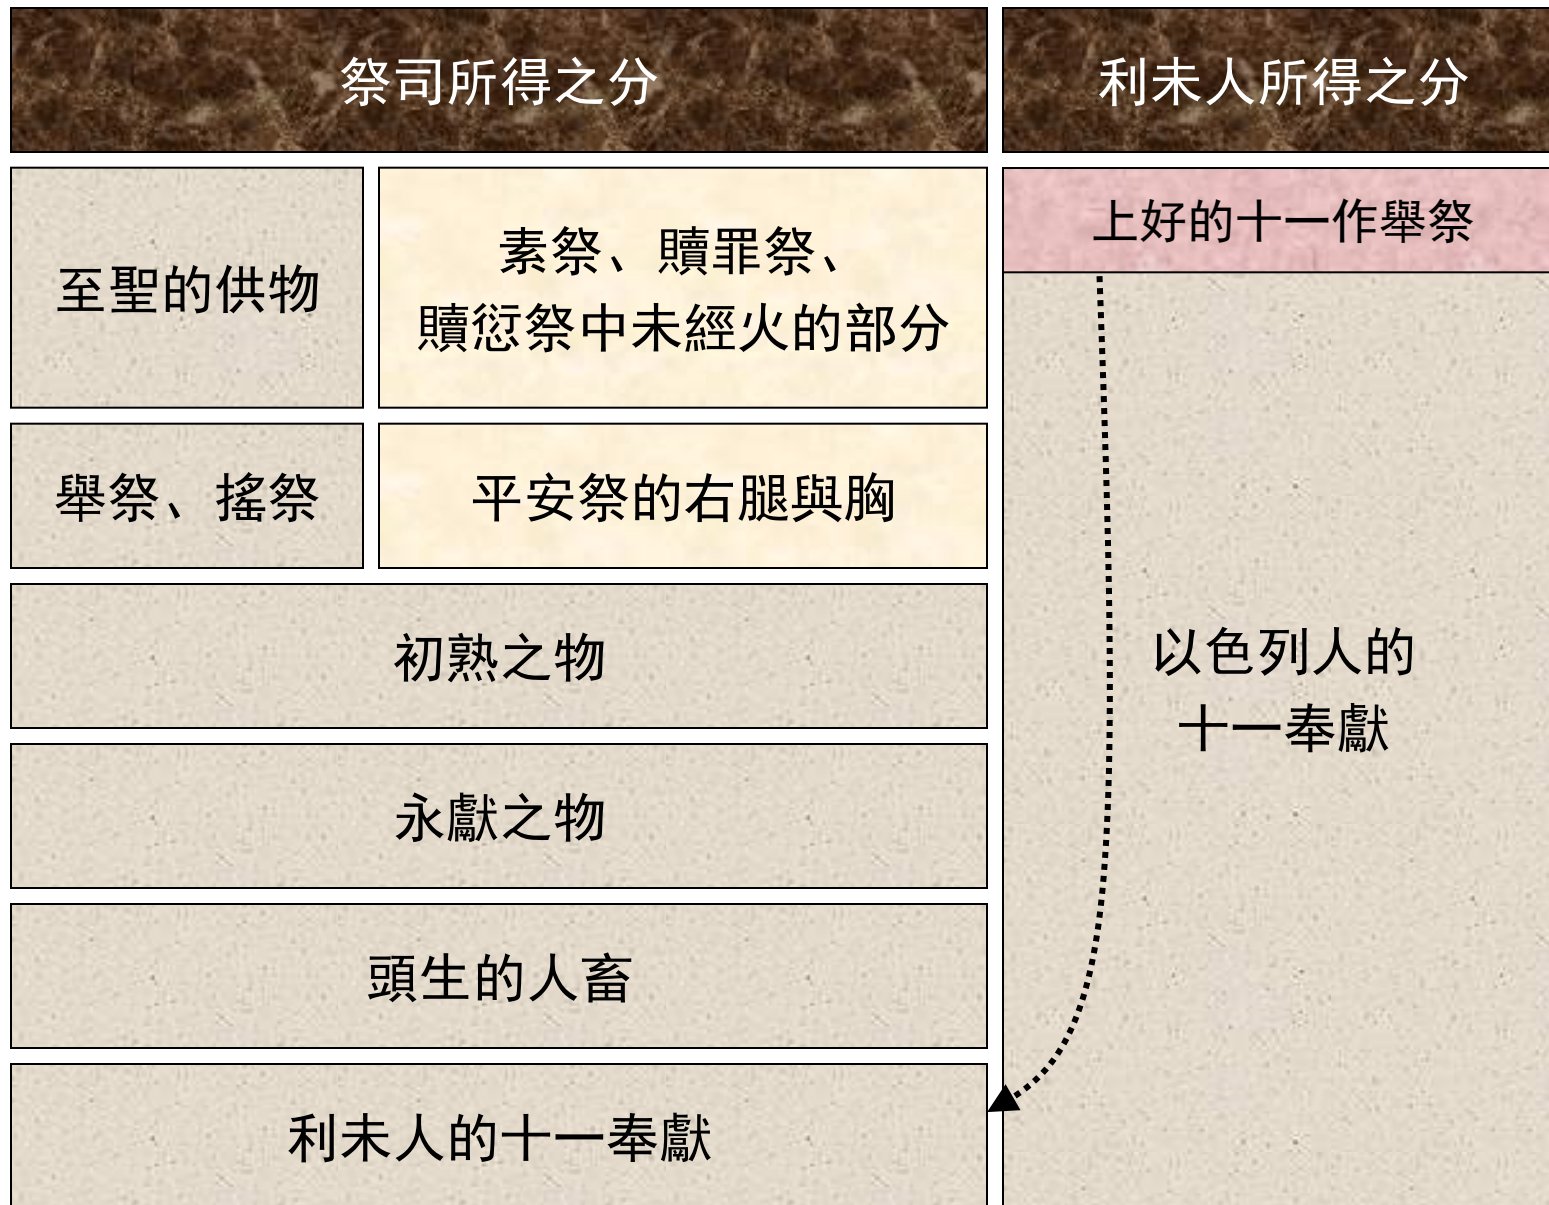 祭司所得之分
利未人所得之分
至聖的供物
素祭、贖罪祭、
贖愆祭中未經火的部分
舉祭、搖祭
平安祭的右腿與胸
初熟之物
永獻之物
頭生的人畜
利未人的十一奉獻
上好的十一作舉祭
以色列人的
十一奉獻